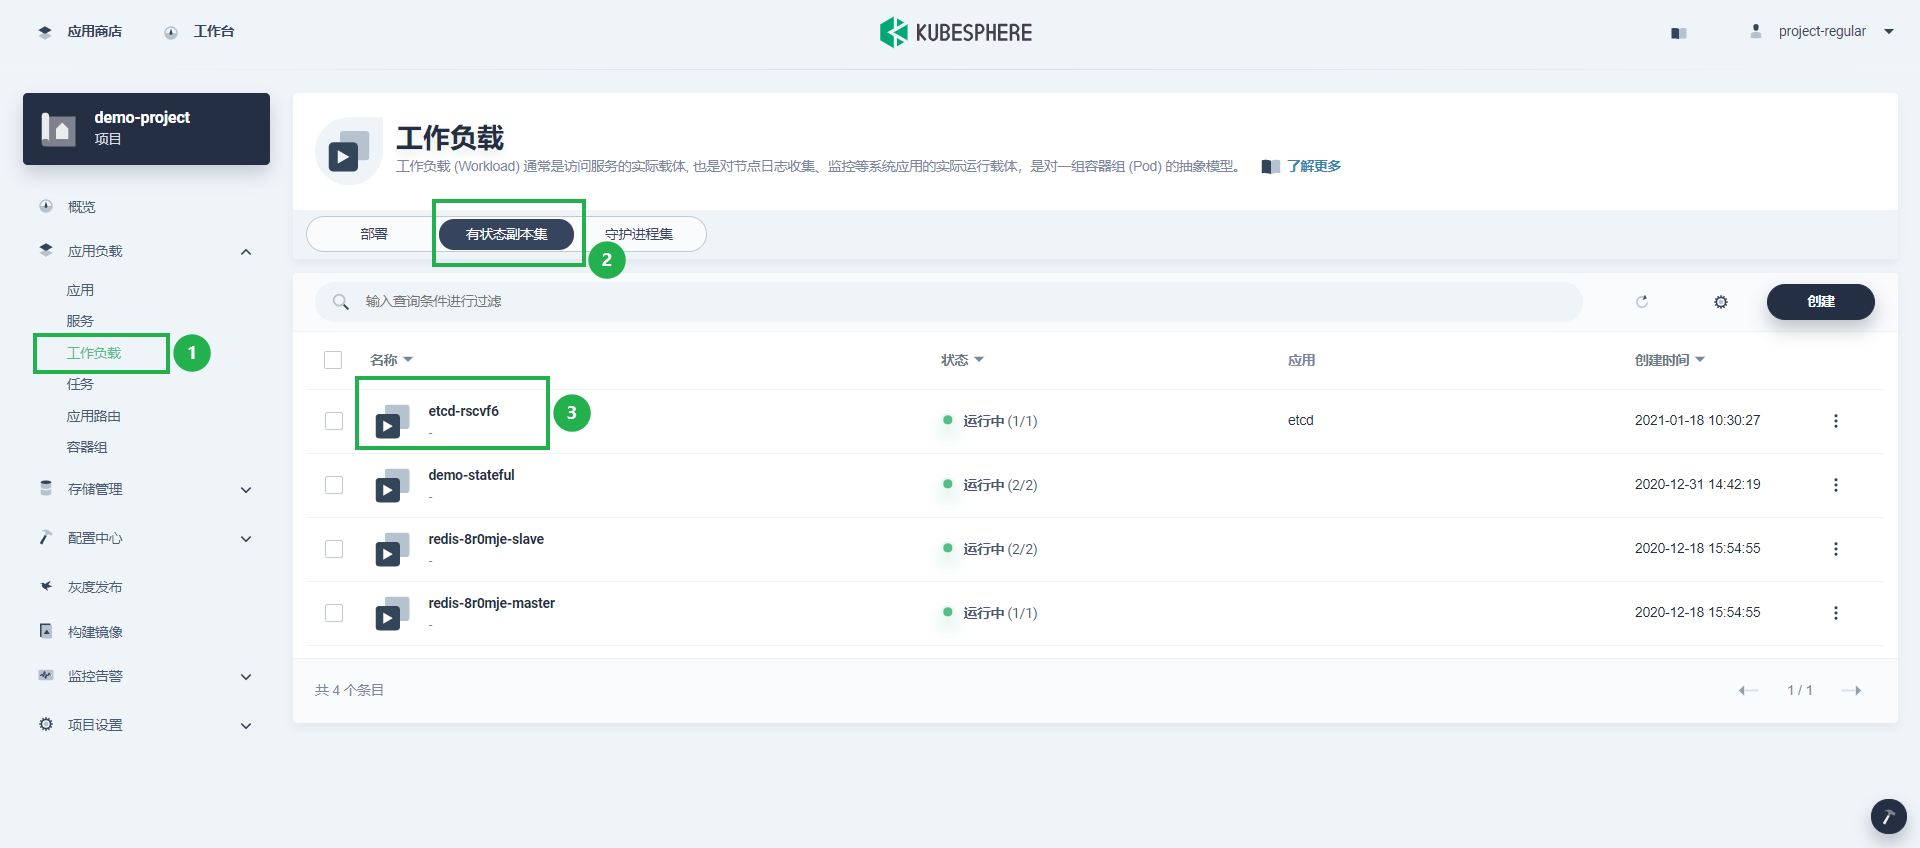 应用商店
工作台
KUBESPHERE
project-regular
demo-project
项目
概览
应用负载
应用
服务
工作负载
1
任务
应用路由
容器组
存储管理
配置中心
灰度发布
构建镜像
监控告警
项目设置
工作负载
工作负载 (Workload) 通常是访问服务的实际载体, 也是对节点日志收集、监控等系统应用的实际运行载体，是对一组容器组 (Pod) 的抽象模型。 了解更多
部署 有状态副本集 守护进程集
2
输入查询条件进行过滤
创建
名称 状态 应用 创建时间
etcd-rscvf6
-
3
运行中 (1/1) etcd 2021-01-18 10:30:27
demo-stateful
-
运行中 (2/2) 2020-12-31 14:42:19
redis-8r0mje-slave
-
运行中 (2/2) 2020-12-18 15:54:55
redis-8r0mje-master
-
运行中 (1/1) 2020-12-18 15:54:55
共 4 个条目
1 / 1